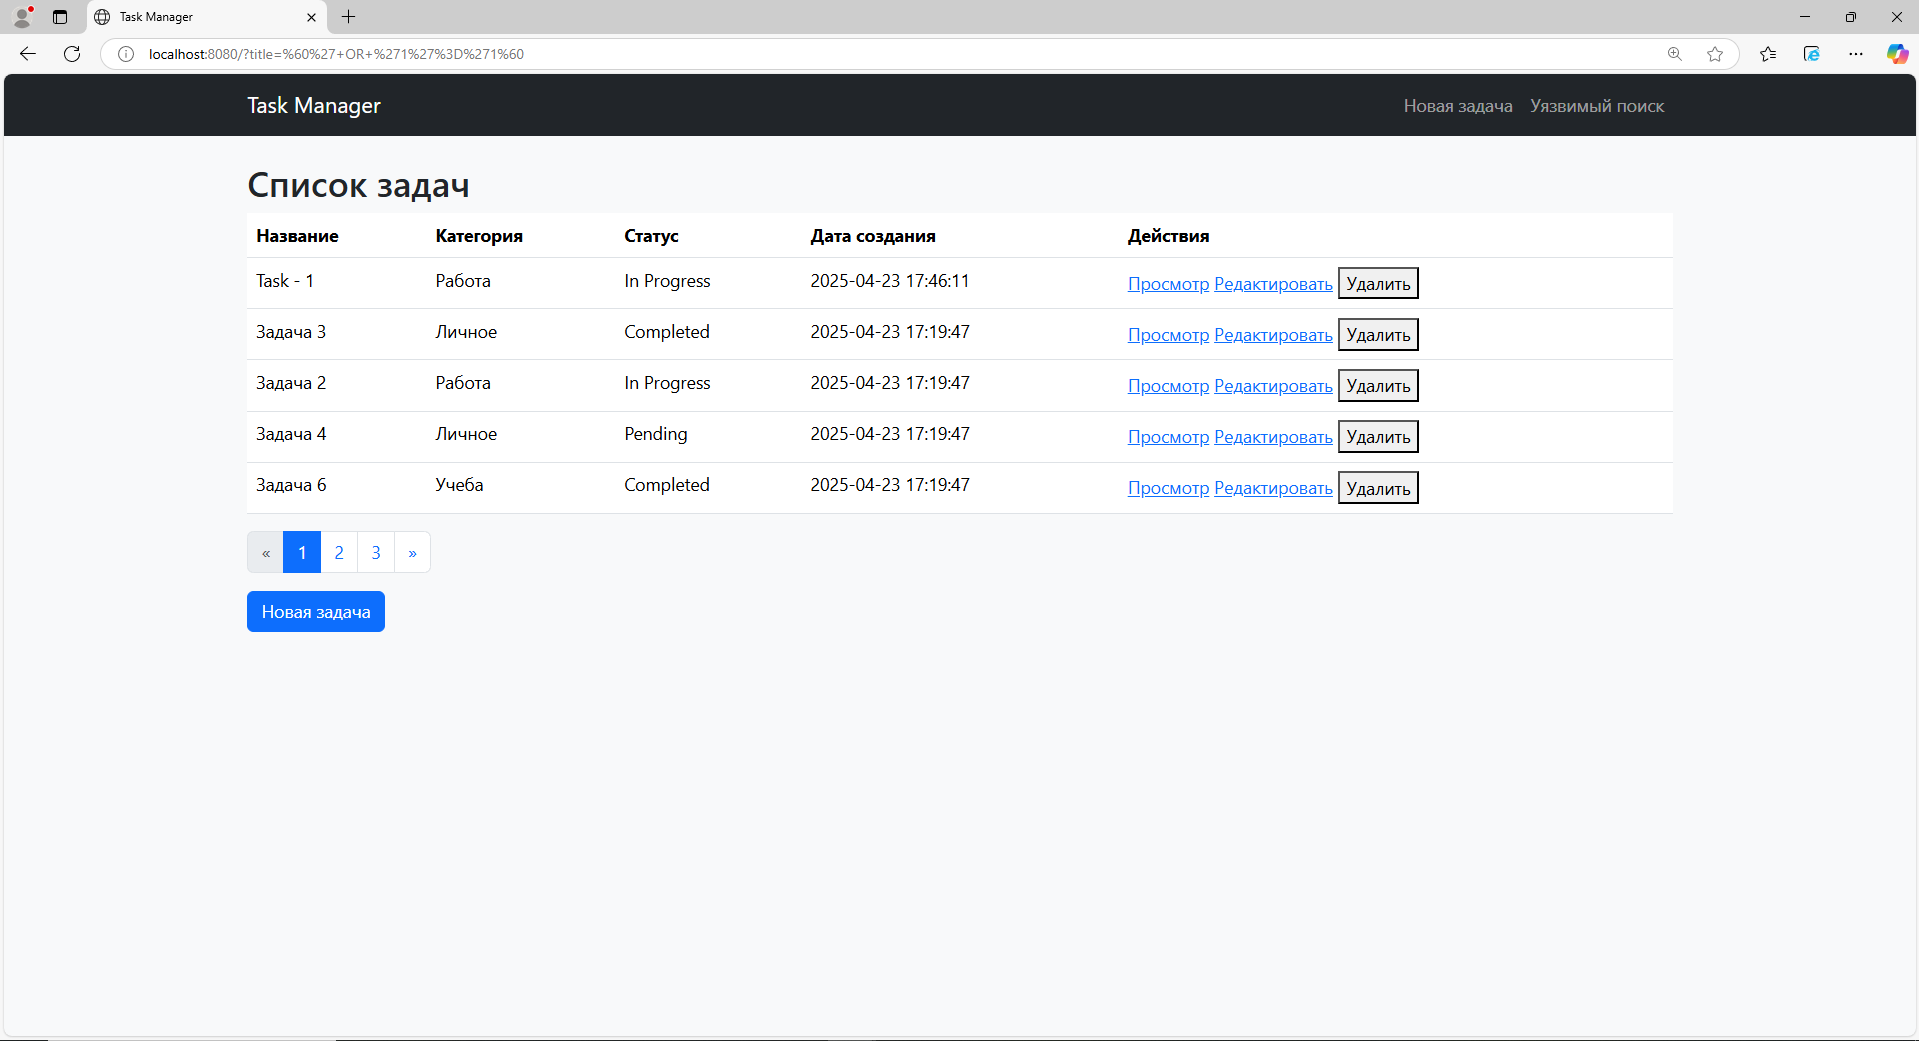 Task Manager
localhost:8080/?title=%60%27+OR+%271%27%3D%271%60
Task Manager Новая задача Уязвимый поиск
Список задач
Название Категория Статус Дата создания Действия
Task - 1 Работа In Progress 2025-04-23 17:46:11 Просмотр Редактировать Удалить
Задача 3 Личное Completed 2025-04-23 17:19:47 Просмотр Редактировать Удалить
Задача 2 Работа In Progress 2025-04-23 17:19:47 Просмотр Редактировать Удалить
Задача 4 Личное Pending 2025-04-23 17:19:47 Просмотр Редактировать Удалить
Задача 6 Учеба Completed 2025-04-23 17:19:47 Просмотр Редактировать Удалить
« 1 2 3 »
Новая задача